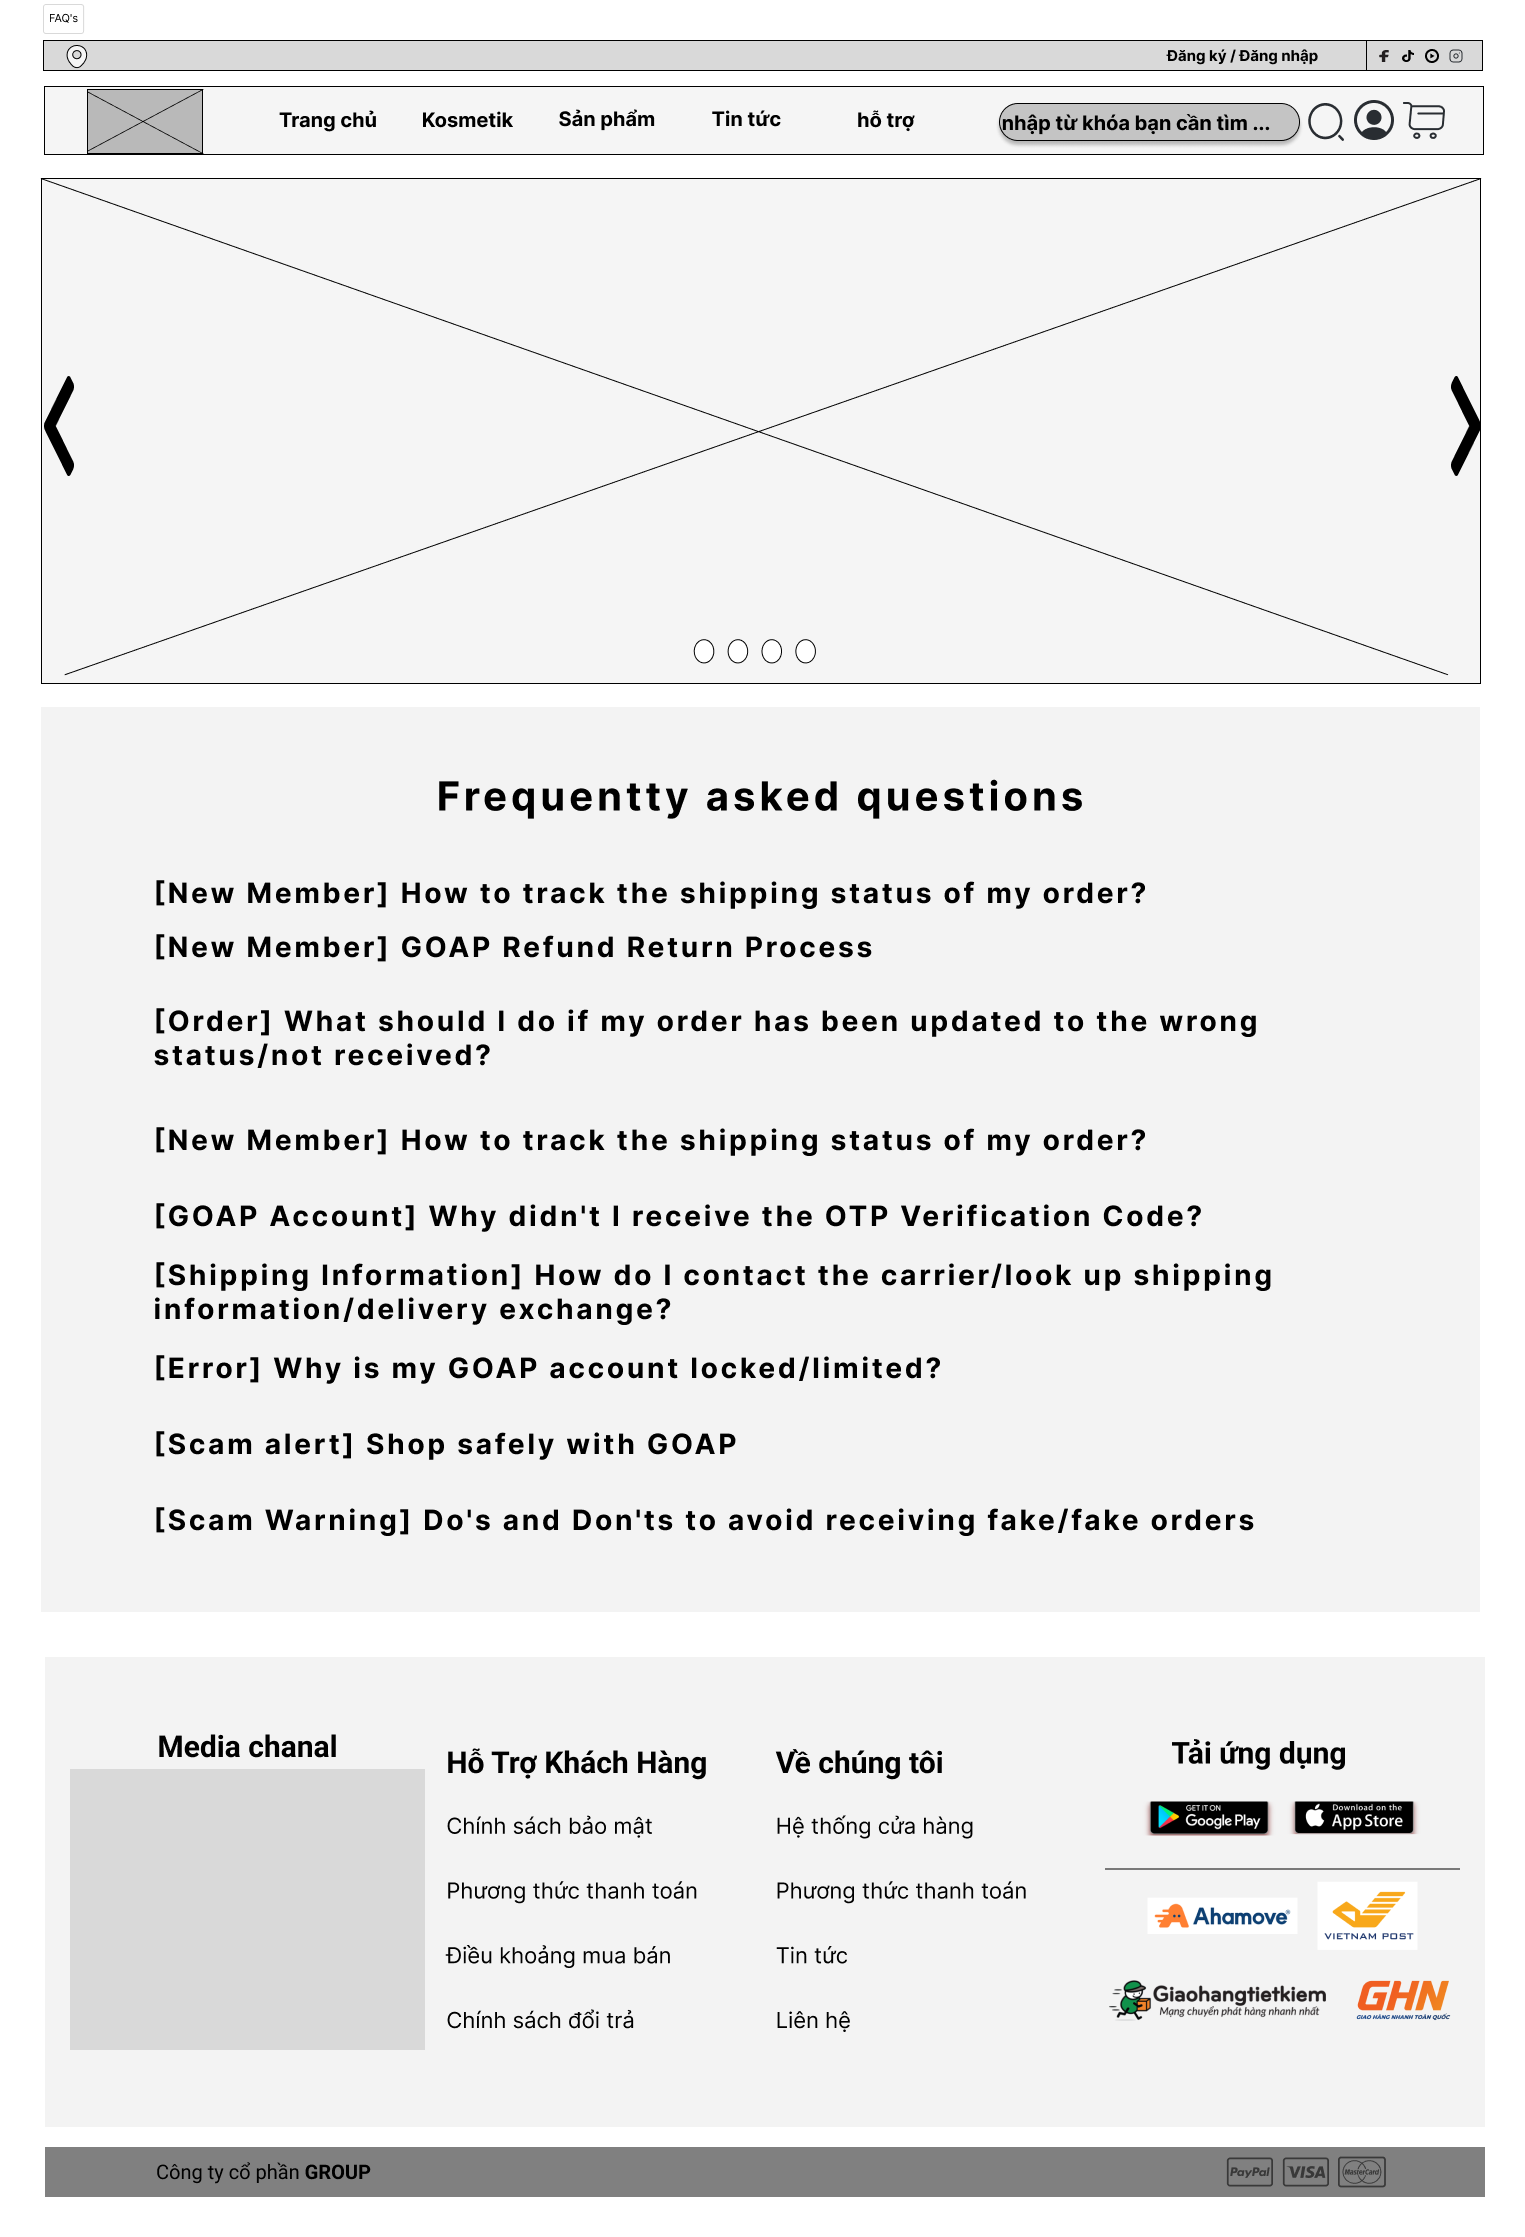 FAQ's
Đăng ký / Đăng nhập
Trang chủ
Kosmetik
Sản phẩm
Tin tức
hỗ trợ
nhập từ khóa bạn cần tìm ...
Frequentty asked questions
[New Member] How to track the shipping status of my order?
[New Member] GOAP Refund Return Process
[Order] What should I do if my order has been updated to the wrong
status/not received?
[New Member] How to track the shipping status of my order?
[GOAP Account] Why didn't I receive the OTP Verification Code?
[Shipping Information] How do I contact the carrier/look up shipping
information/delivery exchange?
[Error] Why is my GOAP account locked/limited?
[Scam alert] Shop safely with GOAP
[Scam Warning] Do's and Don'ts to avoid receiving fake/fake orders
Media chanal
Hỗ Trợ Khách Hàng
Chính sách bảo mật
Phương thức thanh toán
Điều khoảng mua bán
Chính sách đổi trả
Về chúng tôi
Hệ thống cửa hàng
Phương thức thanh toán
Tin tức
Liên hệ
Tải ứng dụng
GET IT ON
Google Play
Download on the
App Store
Ahamove®
VIETNAM POST
Giaohangtietkiem
Mạng chuyển phát hàng nhanh nhất
GHN
GIAO HÀNG NHANH TOÀN QUỐC
Công ty cổ phần GROUP
PayPal
VISA
MasterCard